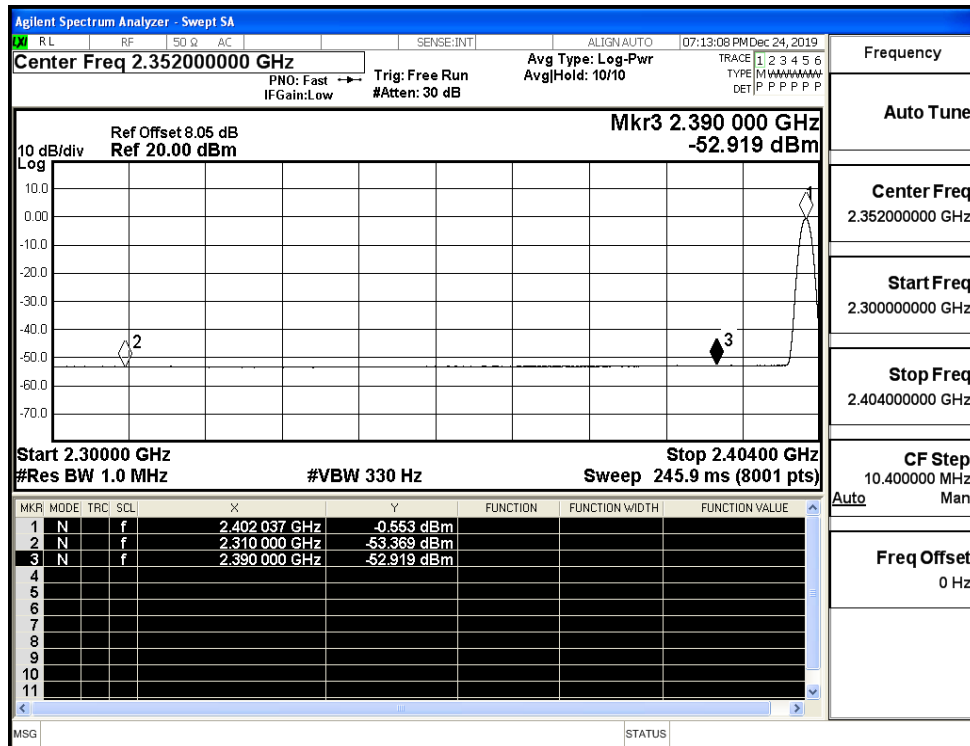 Agilent Spectrum Analyzer - Swept SA
LXI RL RF 50 Ω AC SENSE:INT ALIGN AUTO 07:13:08 PM Dec 24, 2019
Center Freq 2.352000000 GHz
PNO: Fast
IFGain:Low
Trig: Free Run
#Atten: 30 dB
Avg Type: Log-Pwr
Avg|Hold: 10/10
TRACE 1 2 3 4 5 6
TYPE MWWWWW
DET P P P P P P
Frequency
Auto Tune
Center Freq
2.352000000 GHz
Start Freq
2.300000000 GHz
Stop Freq
2.404000000 GHz
CF Step
10.400000 MHz
Auto Man
Freq Offset
0 Hz
Mkr3 2.390 000 GHz
-52.919 dBm
Ref Offset 8.05 dB
10 dB/div Ref 20.00 dBm
Log
10.0
0.00
-10.0
-20.0
-30.0
-40.0
-50.0
-60.0
-70.0
1
2
3
Start 2.30000 GHz Stop 2.40400 GHz
#Res BW 1.0 MHz #VBW 330 Hz Sweep 245.9 ms (8001 pts)
MKR MODE TRC SCL X Y FUNCTION FUNCTION WIDTH FUNCTION VALUE
1 N f 2.402 037 GHz -0.553 dBm
2 N f 2.310 000 GHz -53.369 dBm
3 N f 2.390 000 GHz -52.919 dBm
4
5
6
7
8
9
10
11
MSG STATUS